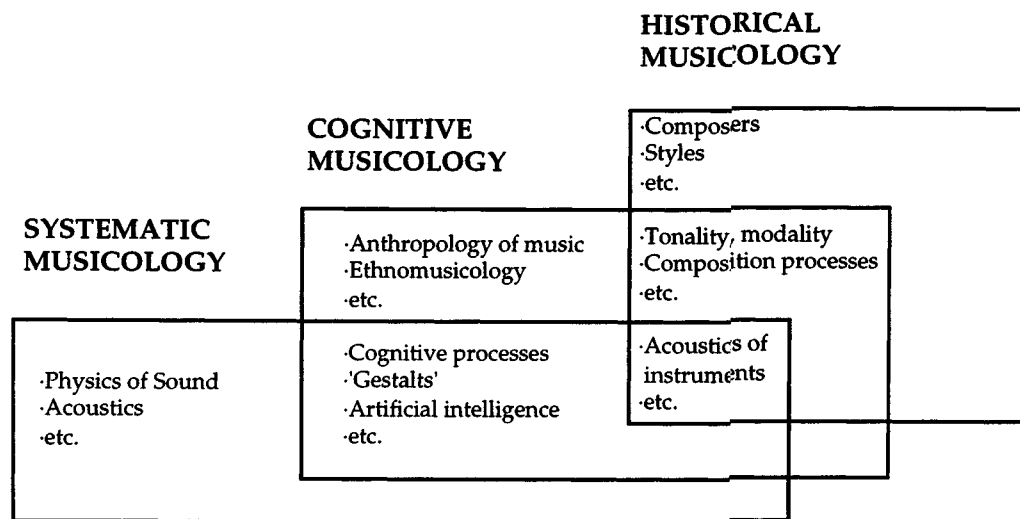 HISTORICAL
MUSICOLOGY
·Composers
·Styles
·etc.
COGNITIVE
MUSICOLOGY
·Anthropology of music
·Ethnomusicology
·etc.
·Tonality, modality
·Composition processes
·etc.
SYSTEMATIC
MUSICOLOGY
·Physics of Sound
·Acoustics
·etc.
·Cognitive processes
·'Gestalts'
·Artificial intelligence
·etc.
·Acoustics of
instruments
·etc.